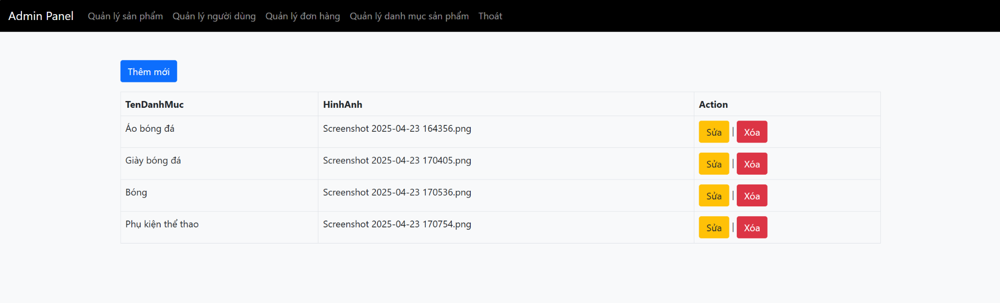 Admin Panel Quản lý sản phẩm Quản lý người dùng Quản lý đơn hàng Quản lý danh mục sản phẩm Thoát
Thêm mới
TenDanhMuc HinhAnh Action
Áo bóng đá Screenshot 2025-04-23 164356.png Sửa | Xóa
Giày bóng đá Screenshot 2025-04-23 170405.png Sửa | Xóa
Bóng Screenshot 2025-04-23 170536.png Sửa | Xóa
Phụ kiện thể thao Screenshot 2025-04-23 170754.png Sửa | Xóa